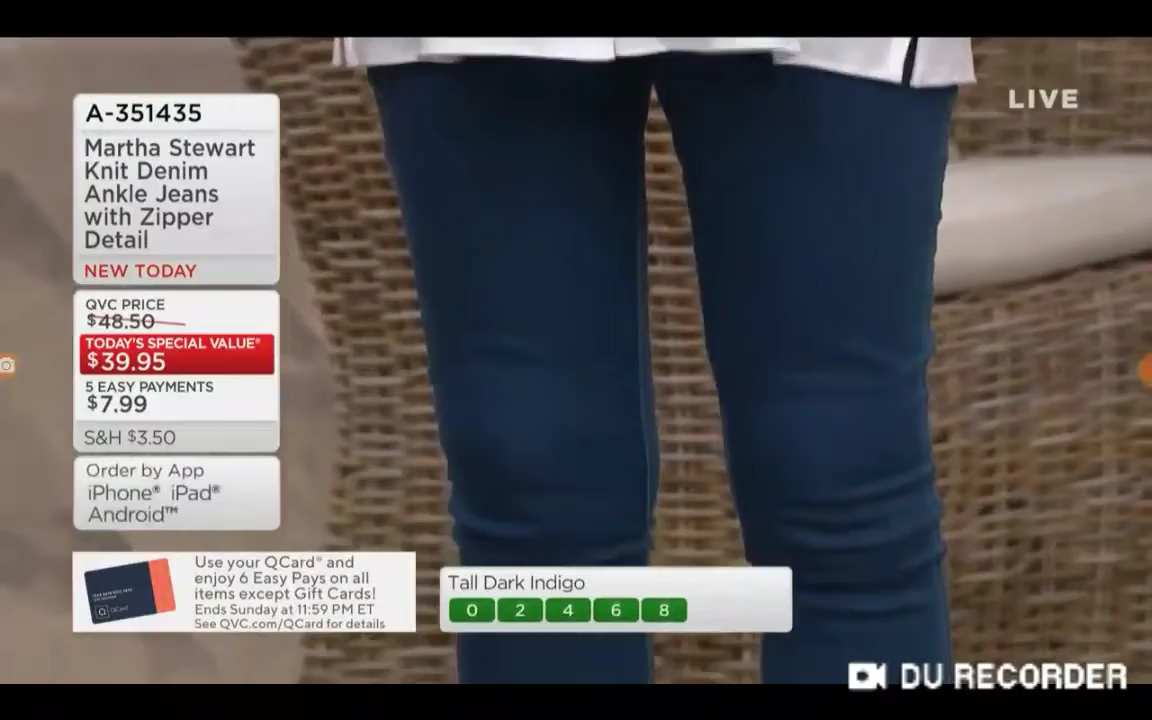 A-351435
Martha Stewart
Knit Denim
Ankle Jeans
with Zipper
Detail
NEW TODAY
QVC PRICE
$48.50
TODAY'S SPECIAL VALUE®
$39.95
5 EASY PAYMENTS
$7.99
S&H $3.50
Order by App
iPhone® iPad®
Android™
Use your QCard® and
enjoy 6 Easy Pays on all
items except Gift Cards!
Ends Sunday at 11:59 PM ET
See QVC.com/QCard for details
Q QCard
Tall Dark Indigo
0 2 4 6 8
LIVE
DU RECORDER